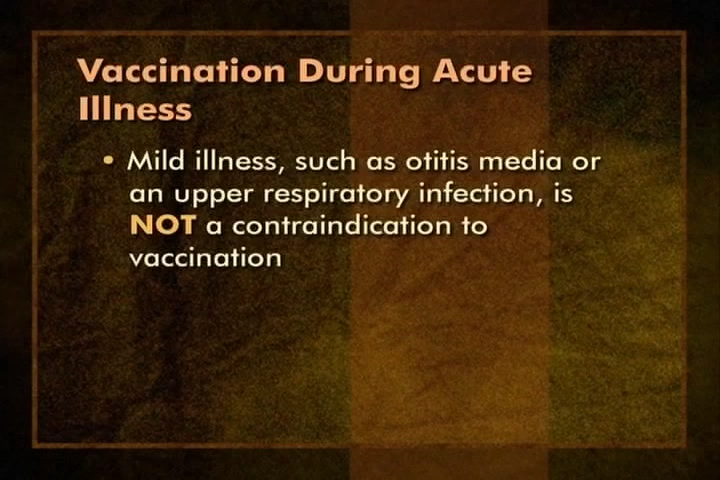 Vaccination During Acute
Illness
• Mild illness, such as otitis media or
an upper respiratory infection, is
NOT a contraindication to
vaccination